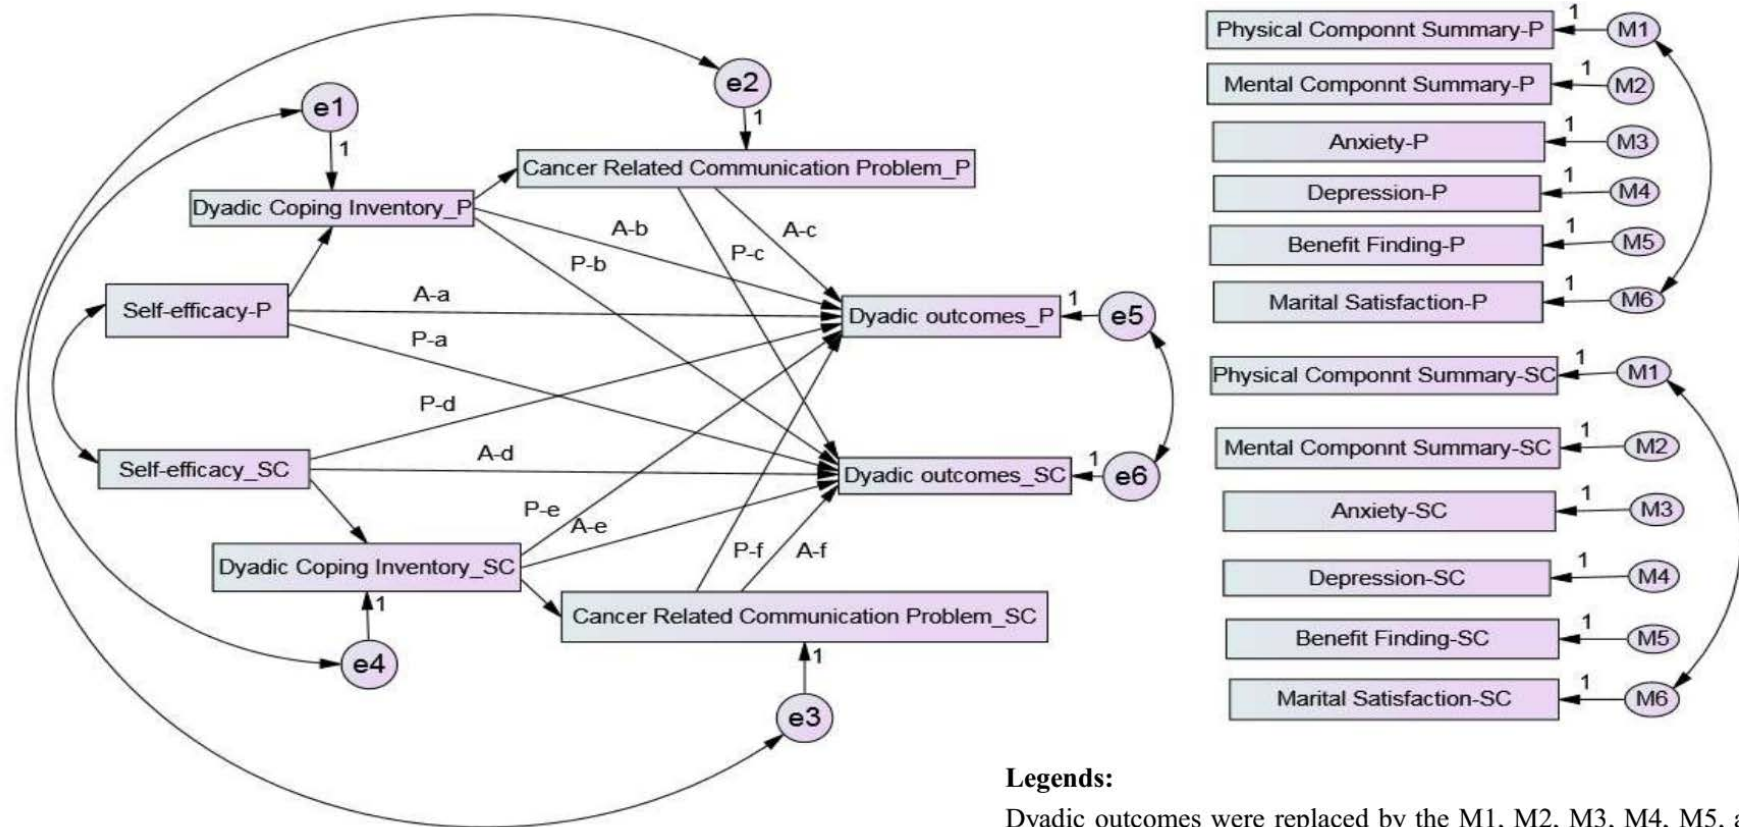 e2
1
e1
1
Cancer Related Communication Problem_P
Dyadic Coping Inventory_P
A-b
A-c
P-b
P-c
Self-efficacy-P
A-a
Dyadic outcomes_P
1
e5
P-a
P-d
Self-efficacy_SC
A-d
Dyadic outcomes_SC
1
e6
P-e
A-e
Dyadic Coping Inventory_SC
P-f
A-f
1
Cancer Related Communication Problem_SC
e4
1
e3
Physical Componnt Summary-P
1
M1
Mental Componnt Summary-P
1
M2
Anxiety-P
1
M3
Depression-P
1
M4
Benefit Finding-P
1
M5
Marital Satisfaction-P
1
M6
Physical Componnt Summary-SC
1
M1
Mental Componnt Summary-SC
1
M2
Anxiety-SC
1
M3
Depression-SC
1
M4
Benefit Finding-SC
1
M5
Marital Satisfaction-SC
1
M6
Legends:
Dyadic outcomes were replaced by the M1, M2, M3, M4, M5, a